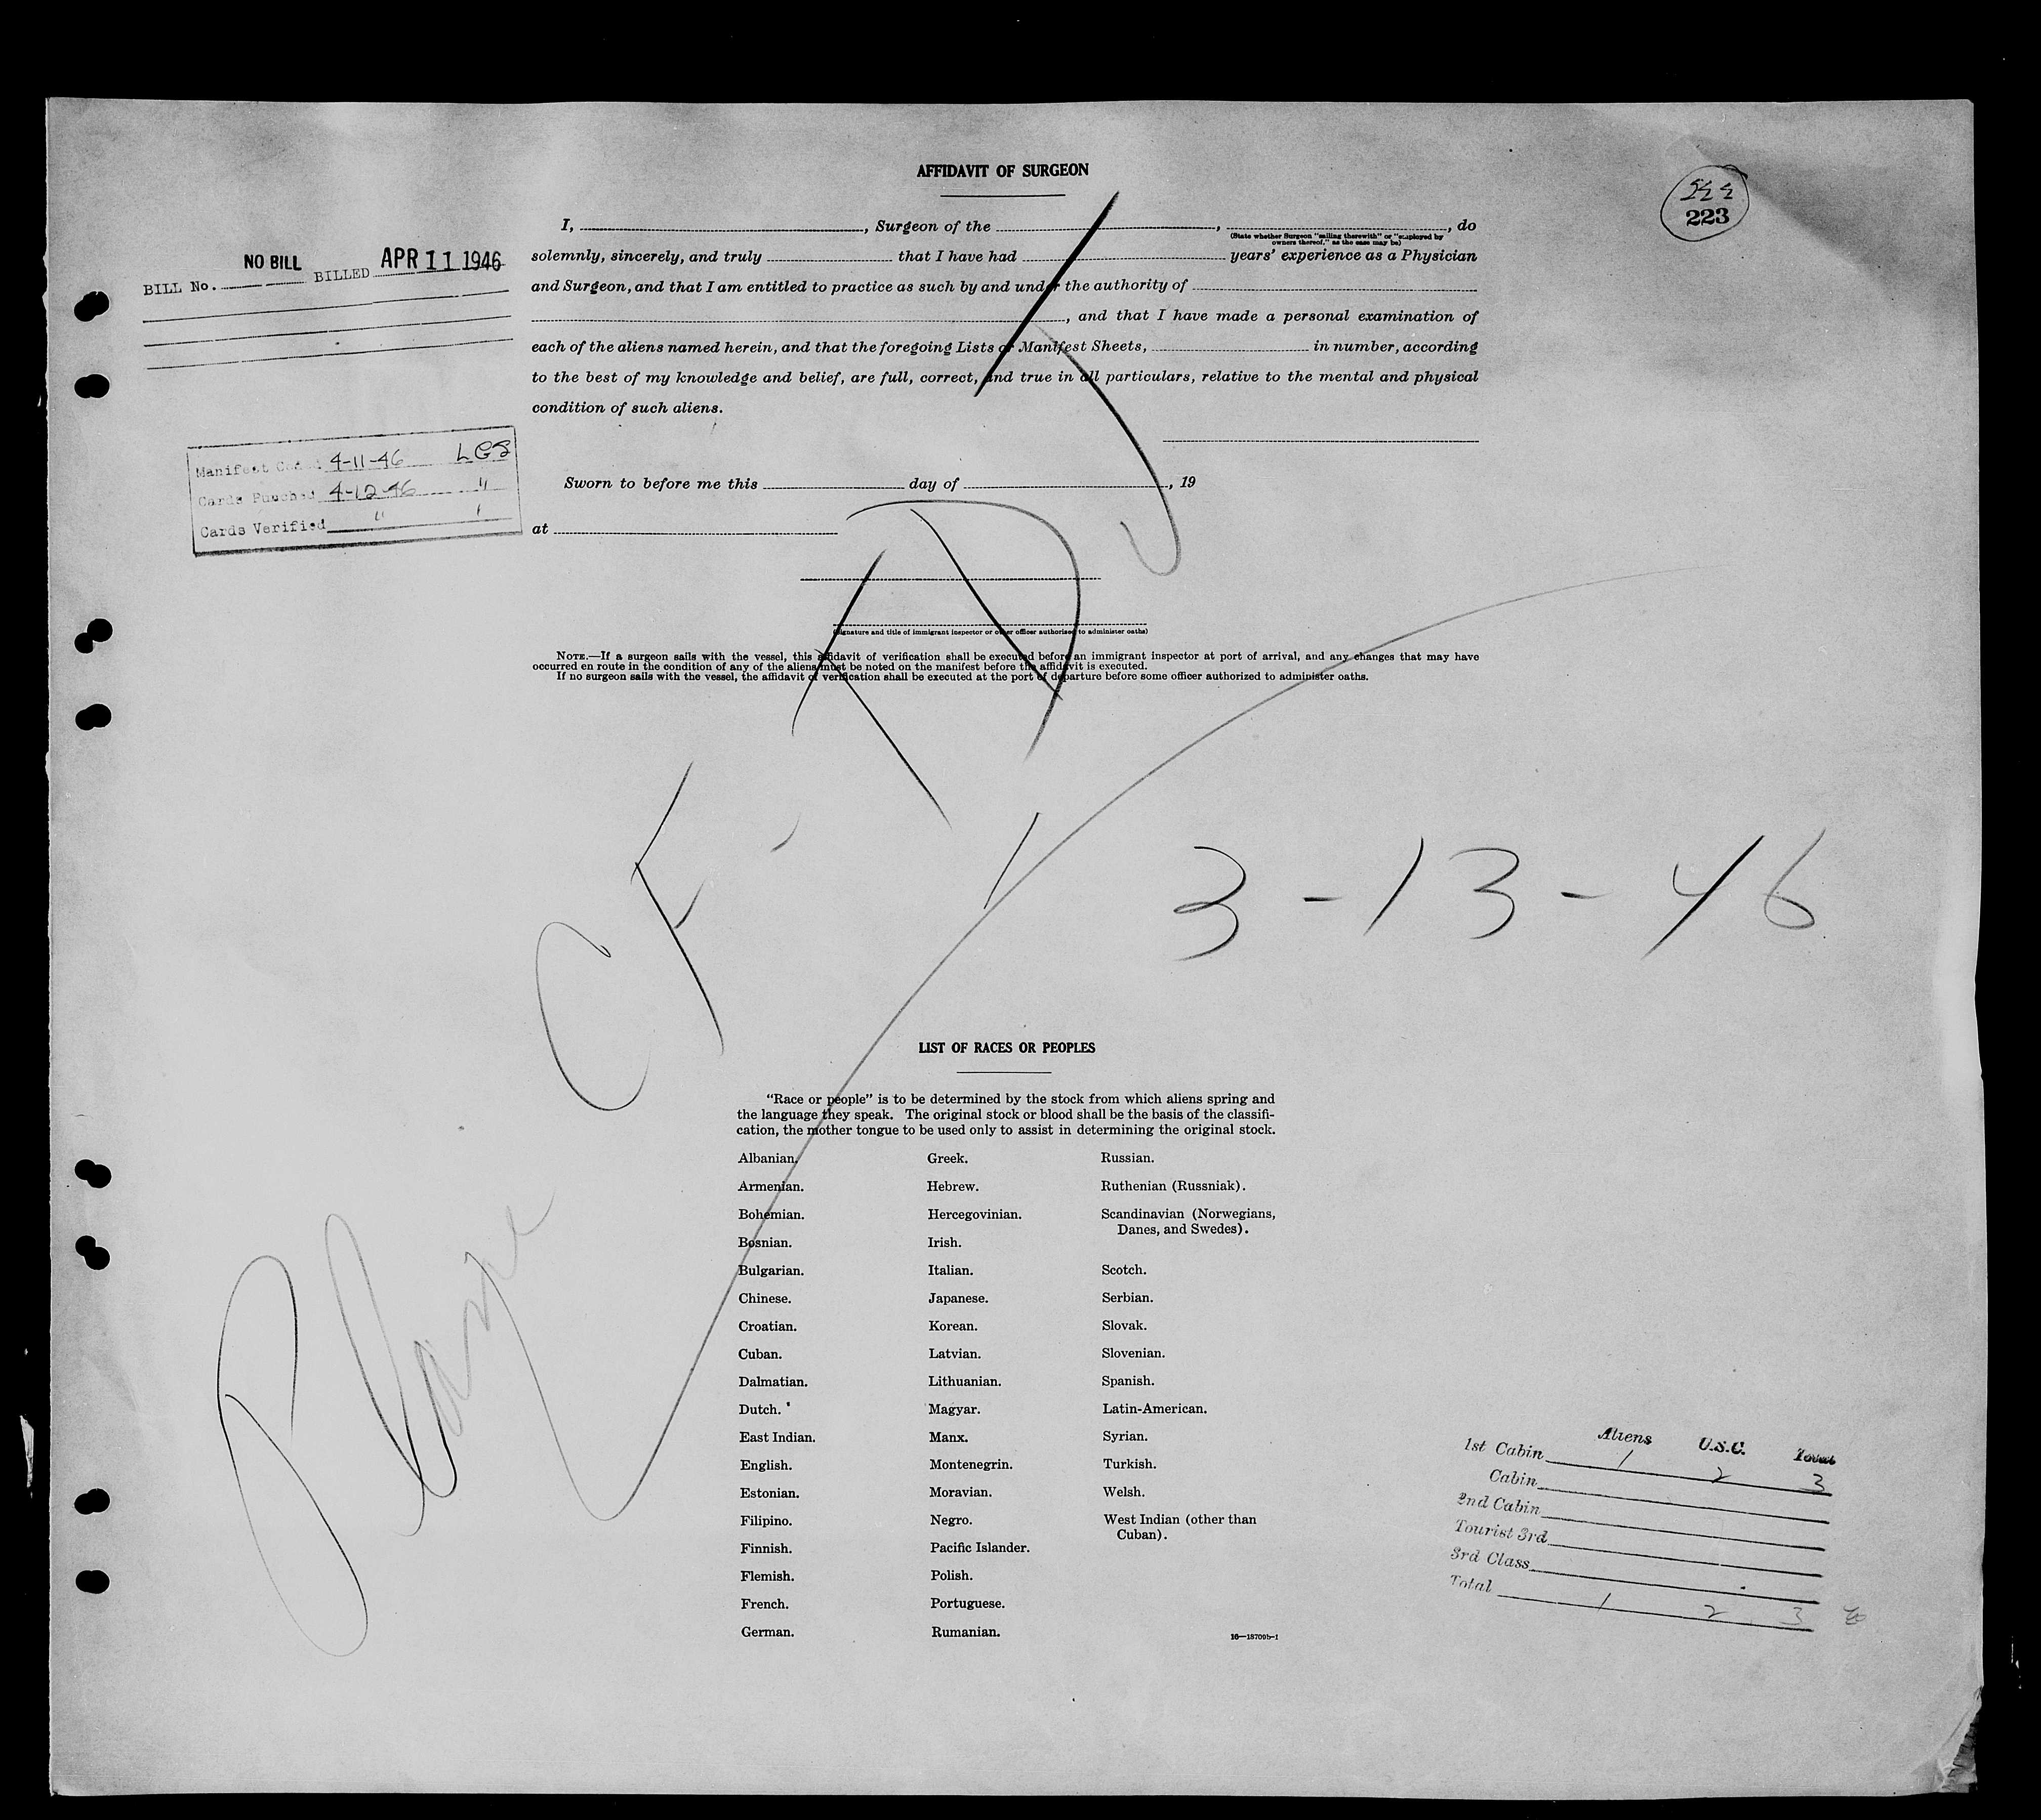 AFFIDAVIT OF SURGEON
223
I, , Surgeon of the , , do
(State whether Surgeon "sailing therewith" or "employed by
owners thereof," as the case may be)
solemnly, sincerely, and truly that I have had years' experience as a Physician
and Surgeon, and that I am entitled to practice as such by and under the authority of
, and that I have made a personal examination of
each of the aliens named herein, and that the foregoing Lists or Manifest Sheets, in number, according
to the best of my knowledge and belief, are full, correct, and true in all particulars, relative to the mental and physical
condition of such aliens.
NO BILL APR 11 1946
BILL No. BILLED
Manifest 4-11-46 LGS
Cards Punched 4-12-46 "
Cards Verified " "
Sworn to before me this day of , 19
at
(Signature and title of immigrant inspector or other officer authorized to administer oaths)
NOTE.—If a surgeon sails with the vessel, this affidavit of verification shall be executed before an immigrant inspector at port of arrival, and any changes that may have
occurred en route in the condition of any of the aliens must be noted on the manifest before the affidavit is executed.
If no surgeon sails with the vessel, the affidavit of verification shall be executed at the port of departure before some officer authorized to administer oaths.
Plane CF-
3-13-46
LIST OF RACES OR PEOPLES
"Race or people" is to be determined by the stock from which aliens spring and
the language they speak. The original stock or blood shall be the basis of the classifi-
cation, the mother tongue to be used only to assist in determining the original stock.
Albanian.
Armenian.
Bohemian.
Bosnian.
Bulgarian.
Chinese.
Croatian.
Cuban.
Dalmatian.
Dutch.
East Indian.
English.
Estonian.
Filipino.
Finnish.
Flemish.
French.
German.
Greek.
Hebrew.
Hercegovinian.
Irish.
Italian.
Japanese.
Korean.
Latvian.
Lithuanian.
Magyar.
Manx.
Montenegrin.
Moravian.
Negro.
Pacific Islander.
Polish.
Portuguese.
Rumanian.
Russian.
Ruthenian (Russniak).
Scandinavian (Norwegians,
Danes, and Swedes).
Scotch.
Serbian.
Slovak.
Slovenian.
Spanish.
Latin-American.
Syrian.
Turkish.
Welsh.
West Indian (other than
Cuban).
16—18709b-1
Aliens U.S.C. Total
1st Cabin 1 2 3
Cabin
2nd Cabin
Tourist 3rd
3rd Class
Total 1 2 3